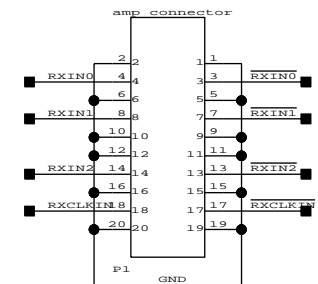 amp connector
2 2 1 1
RXIN0 4 4 3 3 RXIN0
6 6 5 5
RXIN1 8 8 7 7 RXIN1
10 10 9 9
12 12 11 11
RXIN2 14 14 13 13 RXIN2
16 16 15 15
RXCLKIN 18 18 17 17 RXCLKIN
20 20 19 19
P1
GND